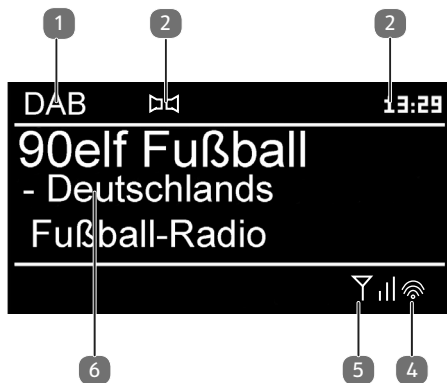 1 2 2
DAB 13:29
90elf Fußball
- Deutschlands
Fußball-Radio
6 5 4